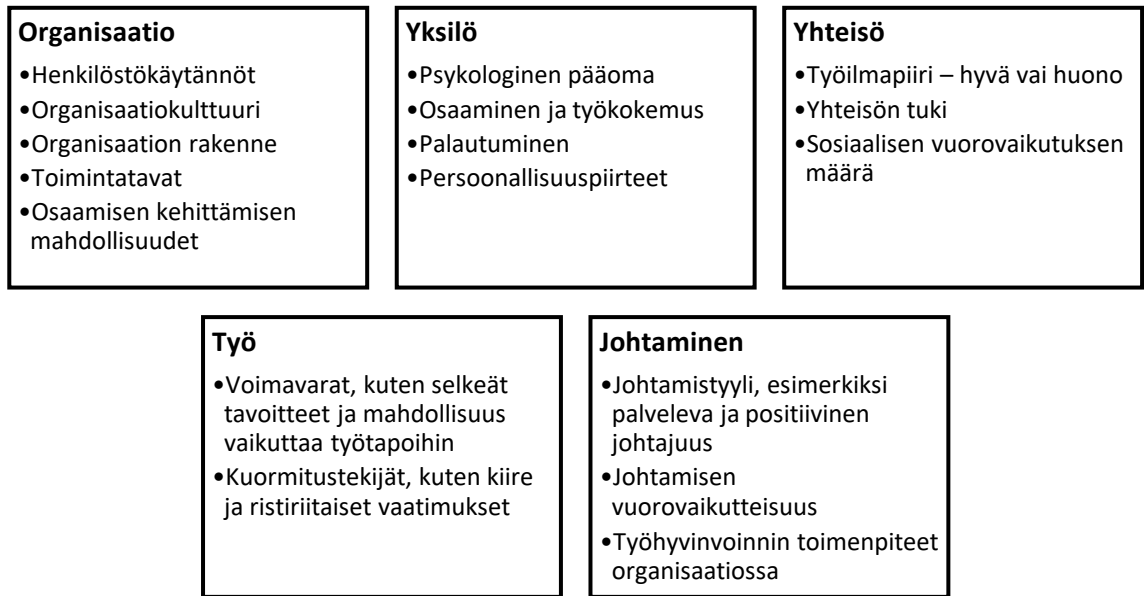 Organisaatio
•Henkilöstökäytännöt
•Organisaatiokulttuuri
•Organisaation rakenne
•Toimintatavat
•Osaamisen kehittämisen
mahdollisuudet
Yksilö
•Psykologinen pääoma
•Osaaminen ja työkokemus
•Palautuminen
•Persoonallisuuspiirteet
Yhteisö
•Työilmapiiri – hyvä vai huono
•Yhteisön tuki
•Sosiaalisen vuorovaikutuksen
määrä
Työ
•Voimavarat, kuten selkeät
tavoitteet ja mahdollisuus
vaikuttaa työtapoihin
•Kuormitustekijät, kuten kiire
ja ristiriitaiset vaatimukset
Johtaminen
•Johtamistyyli, esimerkiksi
palveleva ja positiivinen
johtajuus
•Johtamisen
vuorovaikutteisuus
•Työhyvinvoinnin toimenpiteet
organisaatiossa